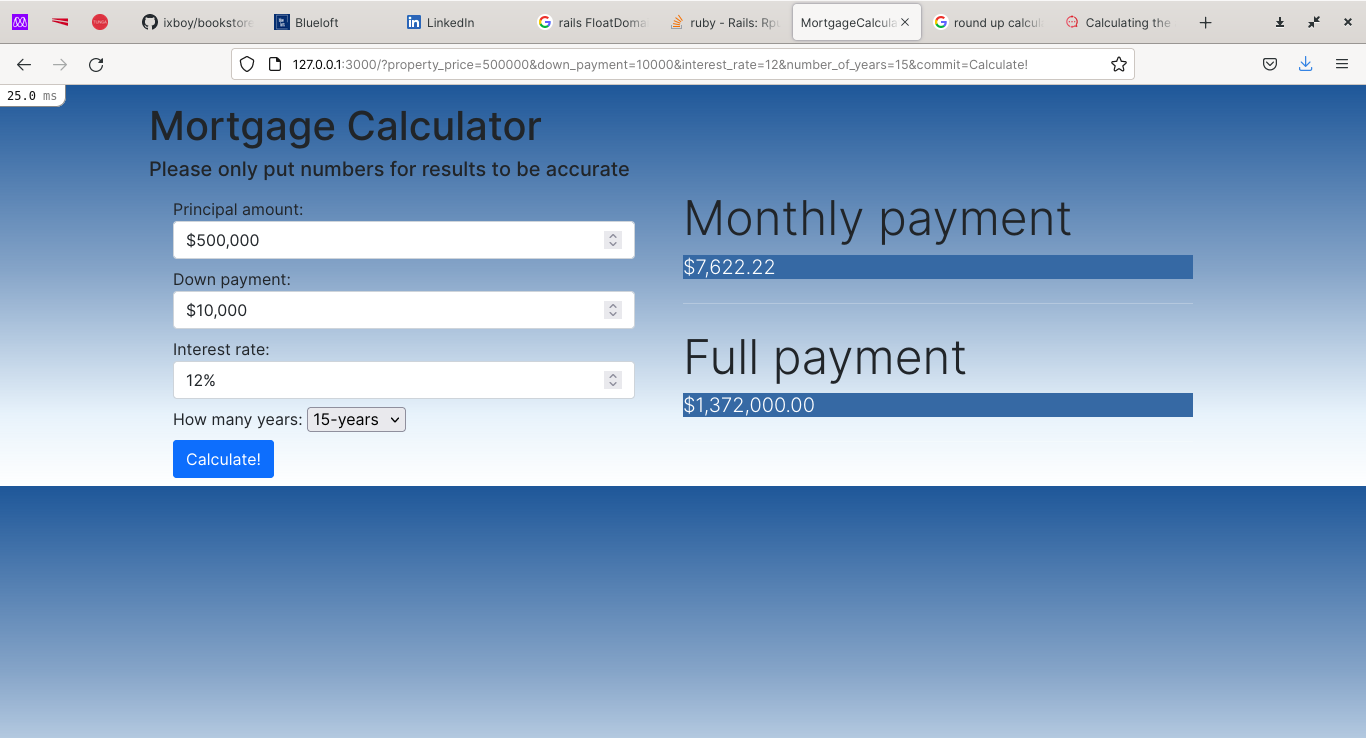 ixboy/bookstore
Blueloft
LinkedIn
rails FloatDoma
ruby - Rails: Rpu
MortgageCalcula
round up calcul
Calculating the
127.0.0.1:3000/?property_price=500000&down_payment=10000&interest_rate=12&number_of_years=15&commit=Calculate!
25.0 ms
Mortgage Calculator
Please only put numbers for results to be accurate
Principal amount:
$500,000
Down payment:
$10,000
Interest rate:
12%
How many years: 15-years
Calculate!
Monthly payment
$7,622.22
Full payment
$1,372,000.00